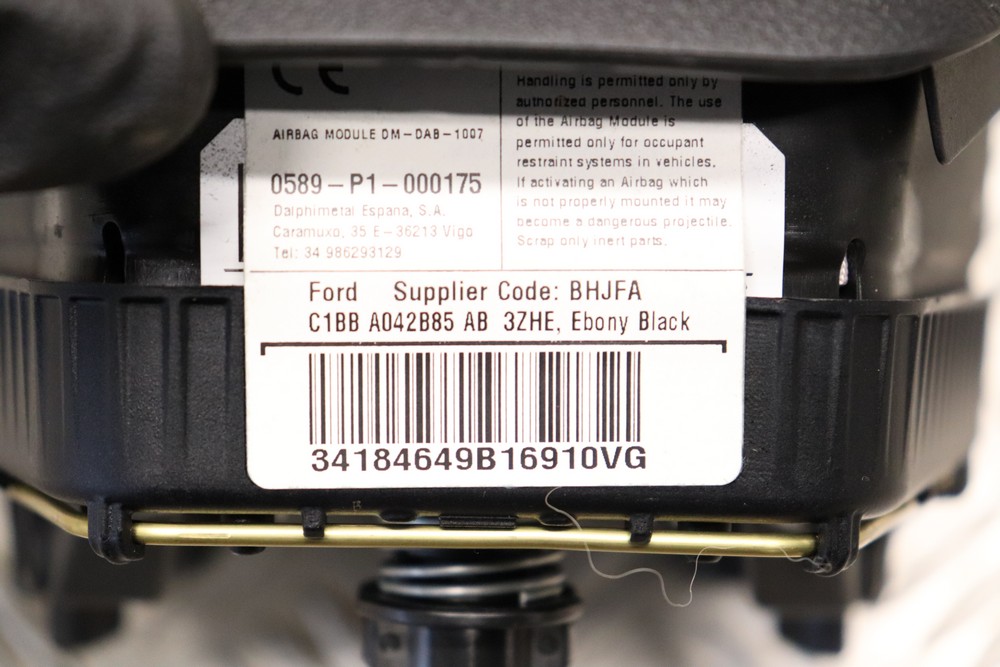 CE
AIRBAG MODULE DM-DAB-1007
0589-P1-000175
Dalphimetal Espana, S.A.
Caramuxo, 35 E-36213 Vigo
Tel: 34 986293129
Handling is permitted only by
authorized personnel. The use
of the Airbag Module is
permitted only for occupant
restraint systems in vehicles.
If activating an Airbag which
is not properly mounted it may
become a dangerous projectile.
Scrap only inert parts.
Ford Supplier Code: BHJFA
C1BB A042B85 AB 3ZHE, Ebony Black
34184649B16910VG